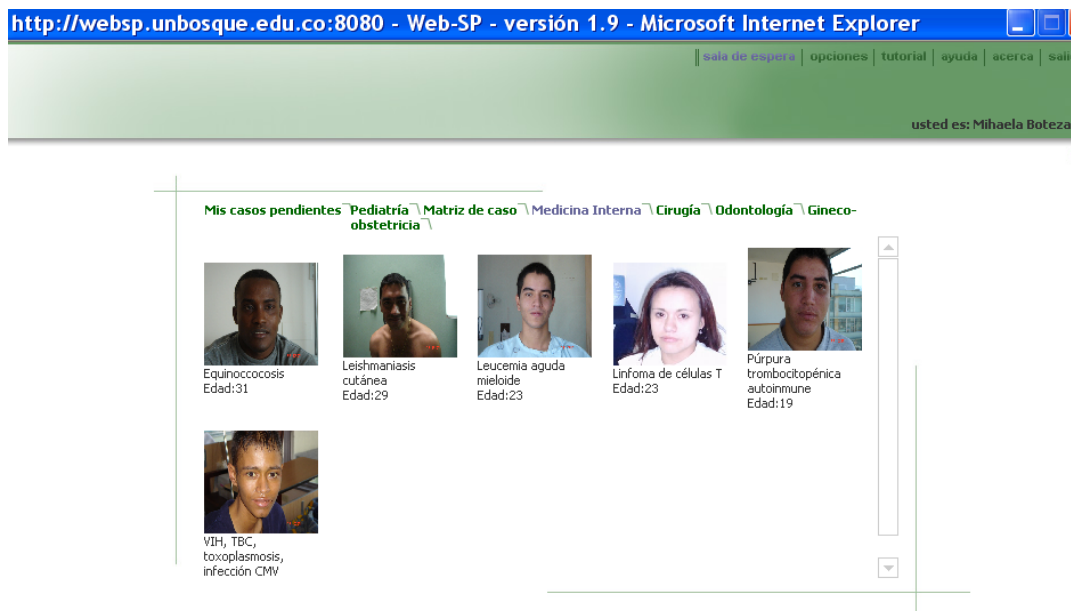 http://websp.unbosque.edu.co:8080 - Web-SP - versión 1.9 - Microsoft Internet Explorer
sala de espera | opciones | tutorial | ayuda | acerca |
usted es: Mihaela Boteza
Mis casos pendientes Pediatría Matriz de caso Medicina Interna Cirugía Odontología Gineco-
obstetricia
Equinoccocosis
Edad:31
Leishmaniasis
cutánea
Edad:29
Leucemia aguda
mieloide
Edad:23
Linfoma de células T
Edad:23
Púrpura
trombocitopénica
autoinmune
Edad:19
VIH, TBC,
toxoplasmosis,
infección CMV